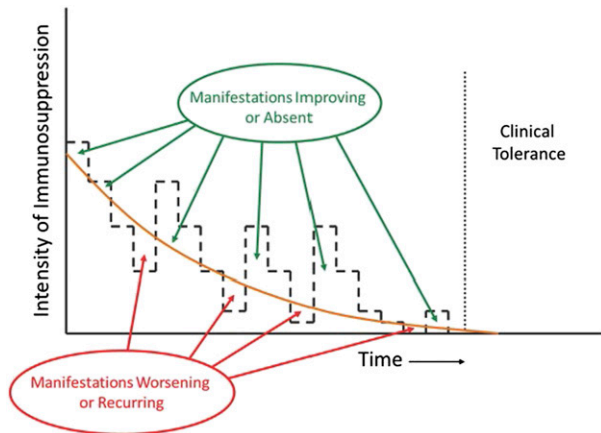 Intensity of Immunosuppression
Manifestations Improving
or Absent
Clinical
Tolerance
Time
Manifestations Worsening
or Recurring